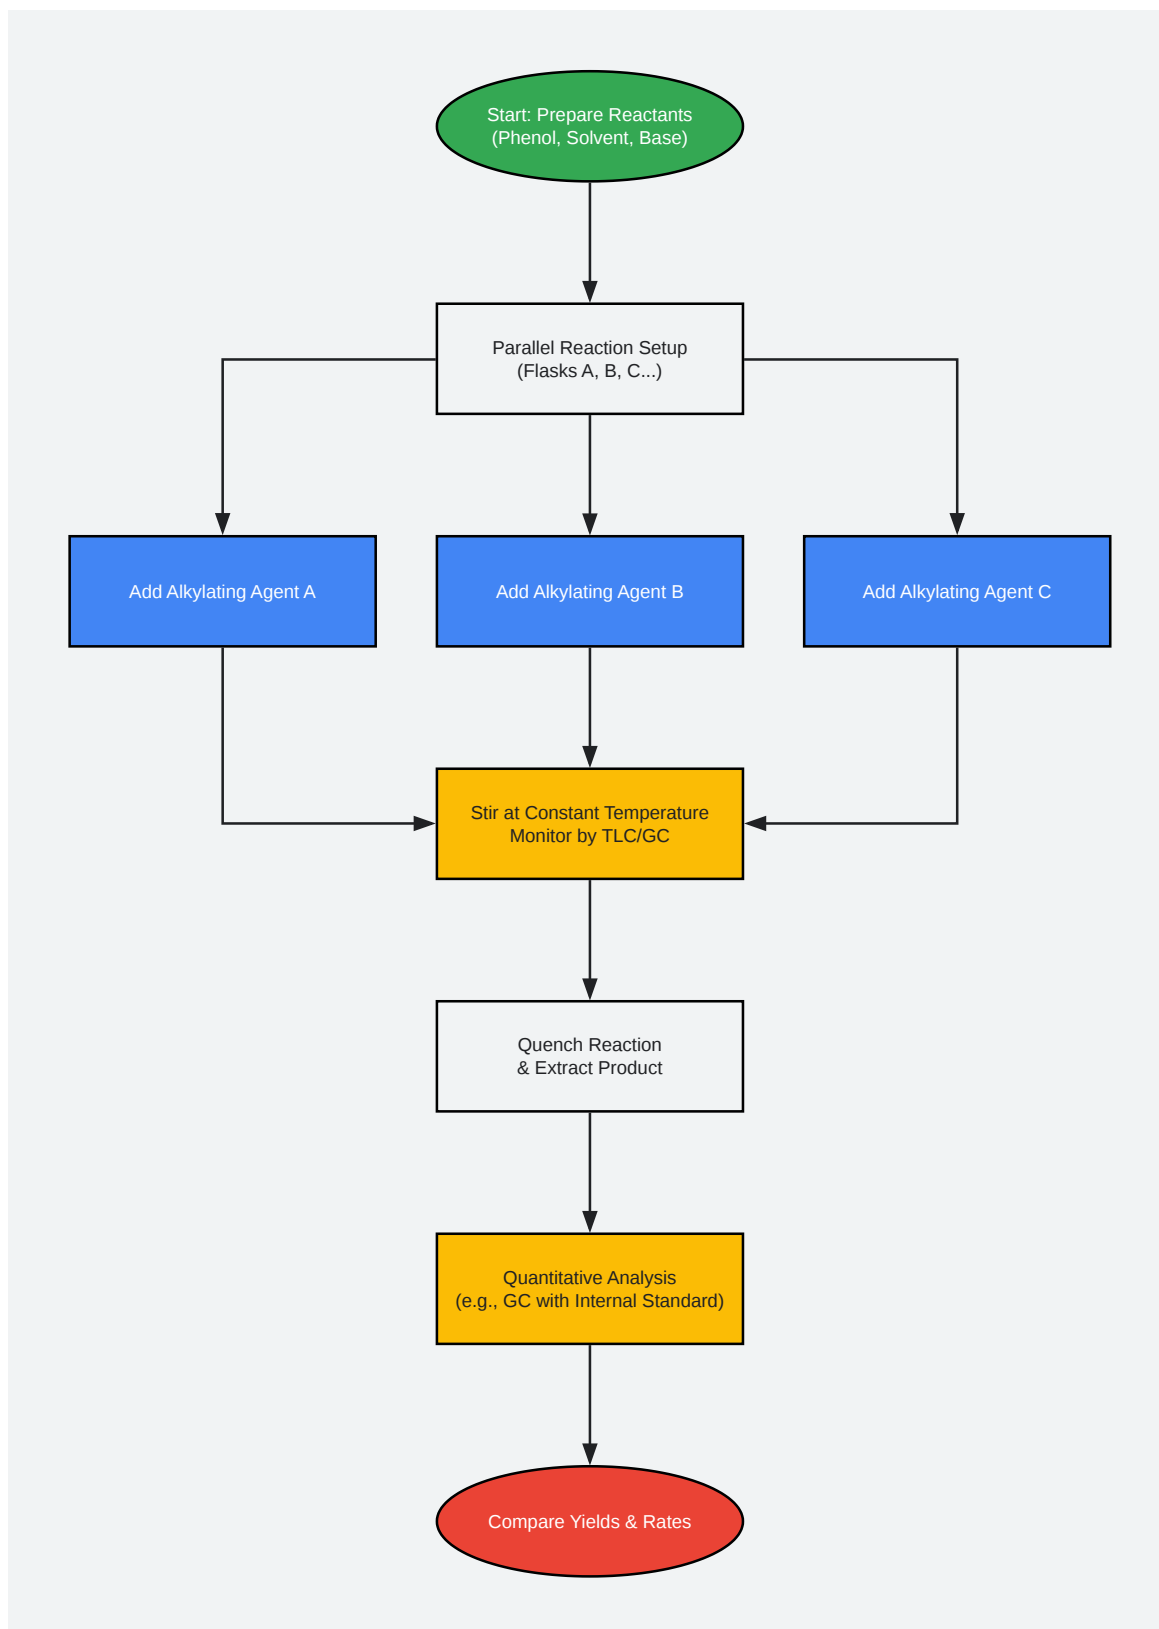 Start: Prepare Reactants
(Phenol, Solvent, Base)
Parallel Reaction Setup
(Flasks A, B, C...)
Add Alkylating Agent A
Add Alkylating Agent B
Add Alkylating Agent C
Stir at Constant Temperature
Monitor by TLC/GC
Quench Reaction
& Extract Product
Quantitative Analysis
(e.g., GC with Internal Standard)
Compare Yields & Rates